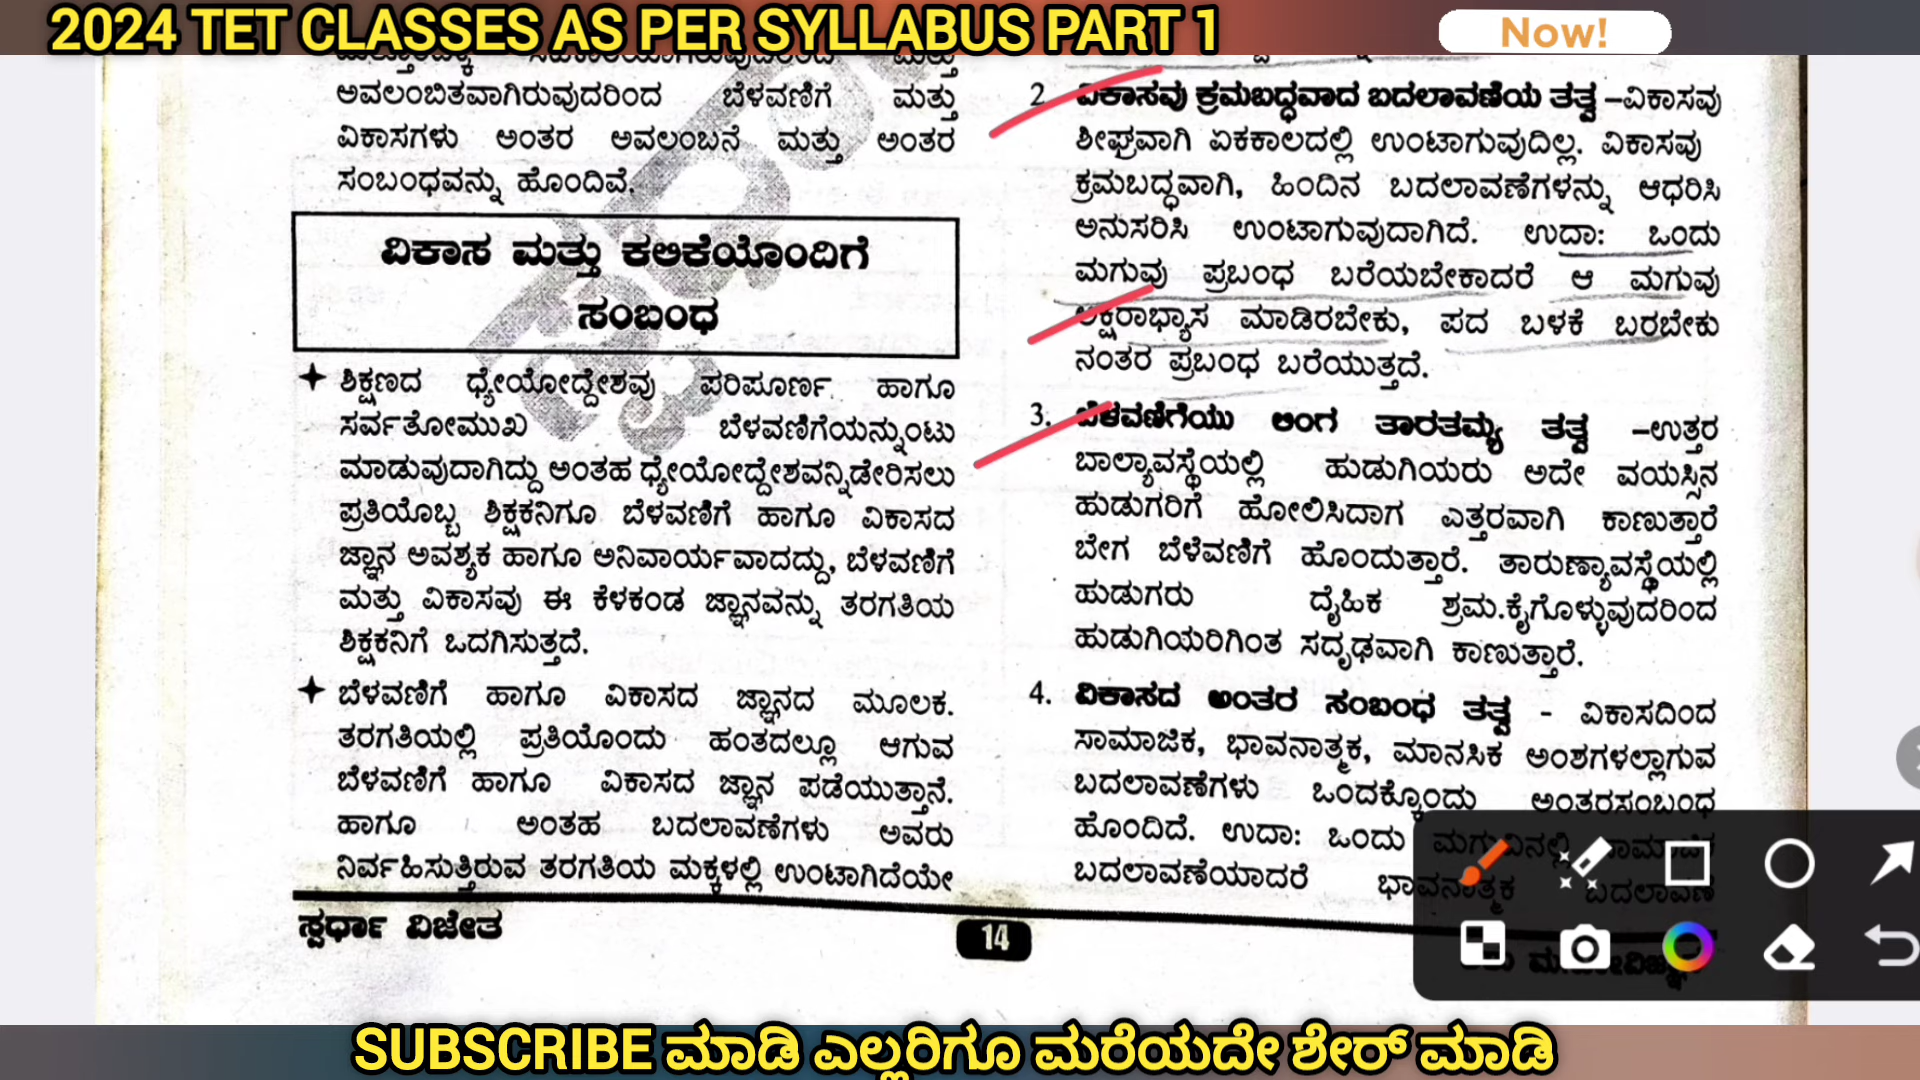 2024 TET CLASSES AS PER SYLLABUS PART 1
Now!
ಅವಲಂಬಿತವಾಗಿರುವುದರಿಂದ ಬೆಳವಣಿಗೆ ಮತ್ತು
ವಿಕಾಸಗಳು ಅಂತರ ಅವಲಂಬನೆ ಮತ್ತು ಅಂತರ
ಸಂಬಂಧವನ್ನು ಹೊಂದಿವೆ.
ವಿಕಾಸ ಮತ್ತು ಕಲಿಕೆಯೊಂದಿಗೆ
ಸಂಬಂಧ
ಶಿಕ್ಷಣದ ಧ್ಯೇಯೋದ್ದೇಶವು ಪರಿಪೂರ್ಣ ಹಾಗೂ
ಸರ್ವತೋಮುಖ ಬೆಳವಣಿಗೆಯನ್ನುಂಟು
ಮಾಡುವುದಾಗಿದ್ದು ಅಂತಹ ಧ್ಯೇಯೋದ್ದೇಶವನ್ನಿಡೇರಿಸಲು
ಪ್ರತಿಯೊಬ್ಬ ಶಿಕ್ಷಕನಿಗೂ ಬೆಳವಣಿಗೆ ಹಾಗೂ ವಿಕಾಸದ
ಜ್ಞಾನ ಅವಶ್ಯಕ ಹಾಗೂ ಅನಿವಾರ್ಯವಾದದ್ದು, ಬೆಳವಣಿಗೆ
ಮತ್ತು ವಿಕಾಸವು ಈ ಕೆಳಕಂಡ ಜ್ಞಾನವನ್ನು ತರಗತಿಯ
ಶಿಕ್ಷಕನಿಗೆ ಒದಗಿಸುತ್ತದೆ.
ಬೆಳವಣಿಗೆ ಹಾಗೂ ವಿಕಾಸದ ಜ್ಞಾನದ ಮೂಲಕ.
ತರಗತಿಯಲ್ಲಿ ಪ್ರತಿಯೊಂದು ಹಂತದಲ್ಲೂ ಆಗುವ
ಬೆಳವಣಿಗೆ ಹಾಗೂ ವಿಕಾಸದ ಜ್ಞಾನ ಪಡೆಯುತ್ತಾನೆ.
ಹಾಗೂ ಅಂತಹ ಬದಲಾವಣೆಗಳು ಅವರು
ನಿರ್ವಹಿಸುತ್ತಿರುವ ತರಗತಿಯ ಮಕ್ಕಳಲ್ಲಿ ಉಂಟಾಗಿದೆಯೇ
ಸ್ಪರ್ಧಾ ವಿಜೇತ
14
2. ವಿಕಾಸವು ಕ್ರಮಬದ್ಧವಾದ ಬದಲಾವಣೆಯ ತತ್ವ –ವಿಕಾಸವು
ಶೀಘ್ರವಾಗಿ ಏಕಕಾಲದಲ್ಲಿ ಉಂಟಾಗುವುದಿಲ್ಲ. ವಿಕಾಸವು
ಕ್ರಮಬದ್ಧವಾಗಿ, ಹಿಂದಿನ ಬದಲಾವಣೆಗಳನ್ನು ಆಧರಿಸಿ
ಅನುಸರಿಸಿ ಉಂಟಾಗುವುದಾಗಿದೆ. ಉದಾ: ಒಂದು
ಮಗುವು ಪ್ರಬಂಧ ಬರೆಯಬೇಕಾದರೆ ಆ ಮಗುವು
ಅಕ್ಷರಾಭ್ಯಾಸ ಮಾಡಿರಬೇಕು, ಪದ ಬಳಕೆ ಬರಬೇಕು
ನಂತರ ಪ್ರಬಂಧ ಬರೆಯುತ್ತದೆ.
3. ಬೆಳವಣಿಗೆಯು ಲಿಂಗ ತಾರತಮ್ಯ ತತ್ವ –ಉತ್ತರ
ಬಾಲ್ಯಾವಸ್ಥೆಯಲ್ಲಿ ಹುಡುಗಿಯರು ಅದೇ ವಯಸ್ಸಿನ
ಹುಡುಗರಿಗೆ ಹೋಲಿಸಿದಾಗ ಎತ್ತರವಾಗಿ ಕಾಣುತ್ತಾರೆ
ಬೇಗ ಬೆಳೆವಣಿಗೆ ಹೊಂದುತ್ತಾರೆ. ತಾರುಣ್ಯಾವಸ್ಥೆಯಲ್ಲಿ
ಹುಡುಗರು ದೈಹಿಕ ಶ್ರಮ.ಕೈಗೊಳ್ಳುವುದರಿಂದ
ಹುಡುಗಿಯರಿಗಿಂತ ಸದೃಢವಾಗಿ ಕಾಣುತ್ತಾರೆ.
4. ವಿಕಾಸದ ಅಂತರ ಸಂಬಂಧ ತತ್ವ - ವಿಕಾಸದಿಂದ
ಸಾಮಾಜಿಕ, ಭಾವನಾತ್ಮಕ, ಮಾನಸಿಕ ಅಂಶಗಳಲ್ಲಾಗುವ
ಬದಲಾವಣೆಗಳು ಒಂದಕ್ಕೊಂದು ಅಂತರಸಂಬಂಧ
ಹೊಂದಿದೆ. ಉದಾ: ಒಂದು ಮಗುವಿನಲ್ಲಿ
ಬದಲಾವಣೆಯಾದರೆ ಭಾವನಾತ್ಮಕ ಬದಲಾವಣೆ
SUBSCRIBE ಮಾಡಿ ಎಲ್ಲರಿಗೂ ಮರೆಯದೇ ಶೇರ್ ಮಾಡಿ